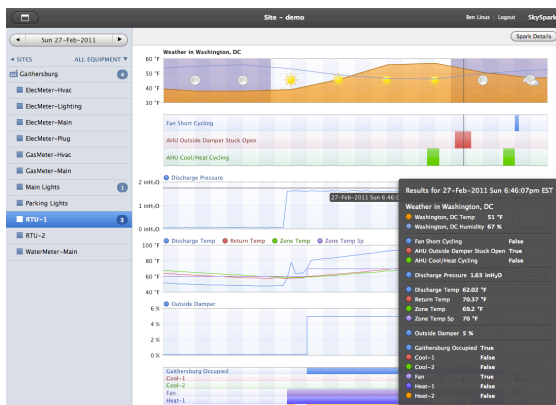 Site - demo
Ben Linus | Logout
SkySpark
Sun 27-Feb-2011
Spark Details
SITES
ALL EQUIPMENT
Gaithersburg 4
ElecMeter-Hvac
ElecMeter-Lighting
ElecMeter-Main
ElecMeter-Plug
GasMeter-Hvac
GasMeter-Main
Main Lights 1
Parking Lights
RTU-1 3
RTU-2
WaterMeter-Main
Weather in Washington, DC
60 °F
50 °F
40 °F
30 °F
Fan Short Cycling
AHU Outside Damper Stuck Open
AHU Cool/Heat Cycling
Discharge Pressure
2 inH₂O
1 inH₂O
0 inH₂O
27-Feb-2011 Sun 6:46:0
Discharge Temp Return Temp Zone Temp Zone Temp Sp
100 °F
80 °F
60 °F
40 °F
Outside Damper
6 %
4 %
2 %
0 %
Gaithersburg Occupied
Cool-1
Cool-2
Fan
Heat-1
Results for 27-Feb-2011 Sun 6:46:07pm EST
Weather in Washington, DC
Washington, DC Temp 51 °F
Washington, DC Humidity 67 %
Fan Short Cycling False
AHU Outside Damper Stuck Open True
AHU Cool/Heat Cycling False
Discharge Pressure 1.63 inH₂O
Discharge Temp 62.02 °F
Return Temp 70.37 °F
Zone Temp 69.2 °F
Zone Temp Sp 70 °F
Outside Damper 5 %
Gaithersburg Occupied True
Cool-1 False
Cool-2 False
Fan True
Heat-1 False
Heat-2 False